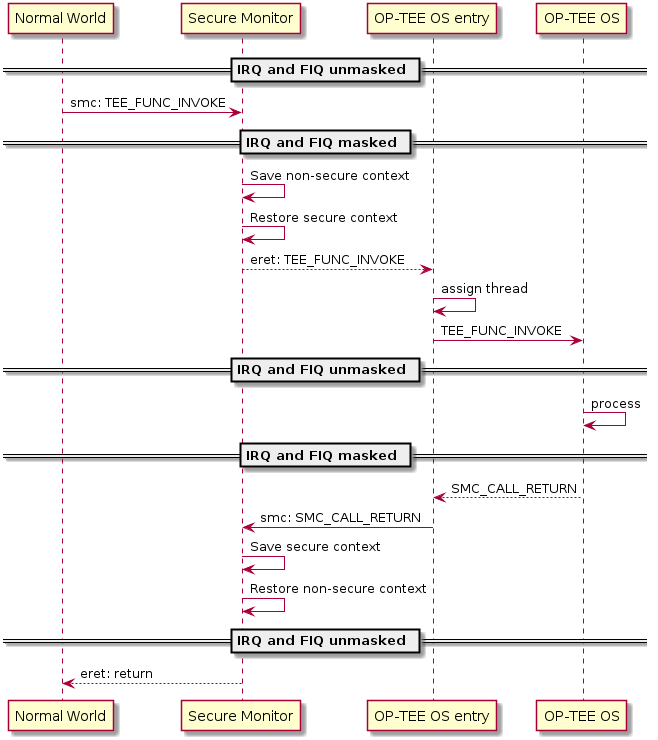 Normal World
Secure Monitor
OP-TEE OS entry
OP-TEE OS
IRQ and FIQ unmasked
smc: TEE_FUNC_INVOKE
IRQ and FIQ masked
Save non-secure context
Restore secure context
eret: TEE_FUNC_INVOKE
assign thread
TEE_FUNC_INVOKE
IRQ and FIQ unmasked
process
IRQ and FIQ masked
SMC_CALL_RETURN
smc: SMC_CALL_RETURN
Save secure context
Restore non-secure context
IRQ and FIQ unmasked
eret: return
Normal World
Secure Monitor
OP-TEE OS entry
OP-TEE OS